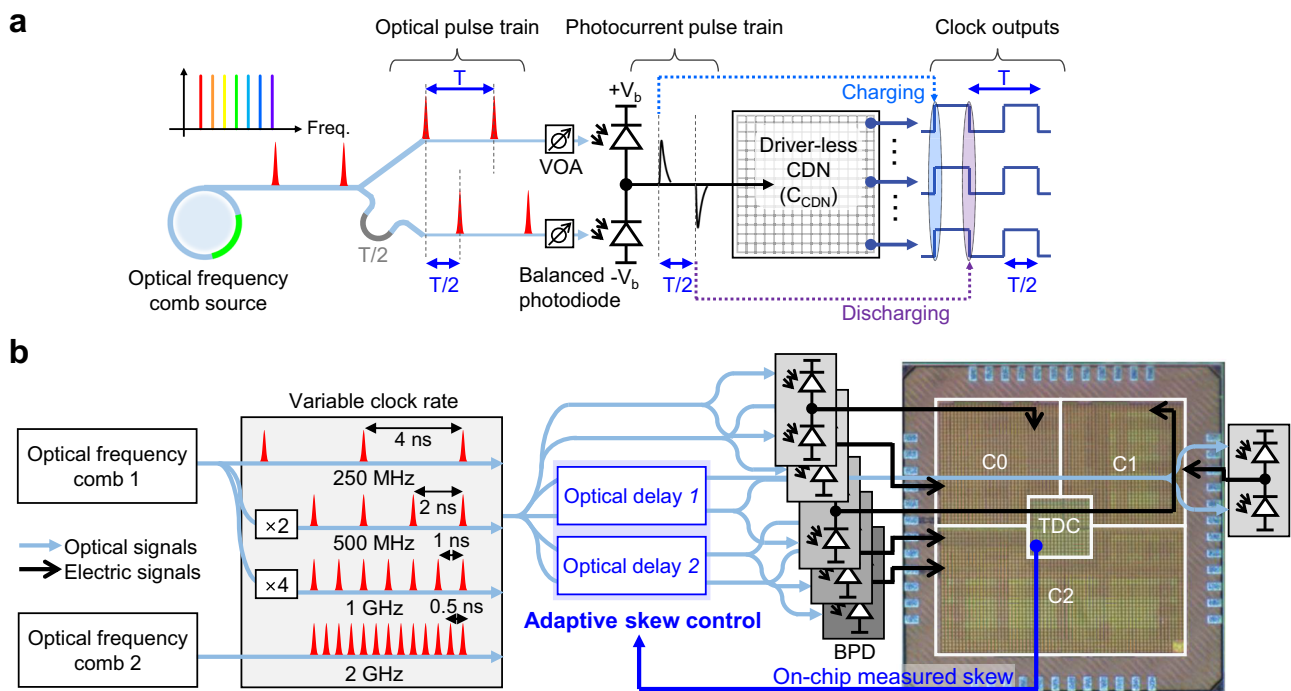 a
Optical pulse train
Photocurrent pulse train
Clock outputs
T
+V_b
Charging
T
Freq.
VOA
Driver-less
CDN
(C_CDN)
T/2
Optical frequency
comb source
T/2
Balanced
photodiode
-V_b
T/2
T/2
Discharging
b
Variable clock rate
Optical frequency
comb 1
4 ns
250 MHz
2 ns
×2
500 MHz
1 ns
×4
1 GHz
0.5 ns
2 GHz
Optical signals
Electric signals
Optical frequency
comb 2
Optical delay 1
Optical delay 2
Adaptive skew control
BPD
C0
C1
TDC
C2
On-chip measured skew